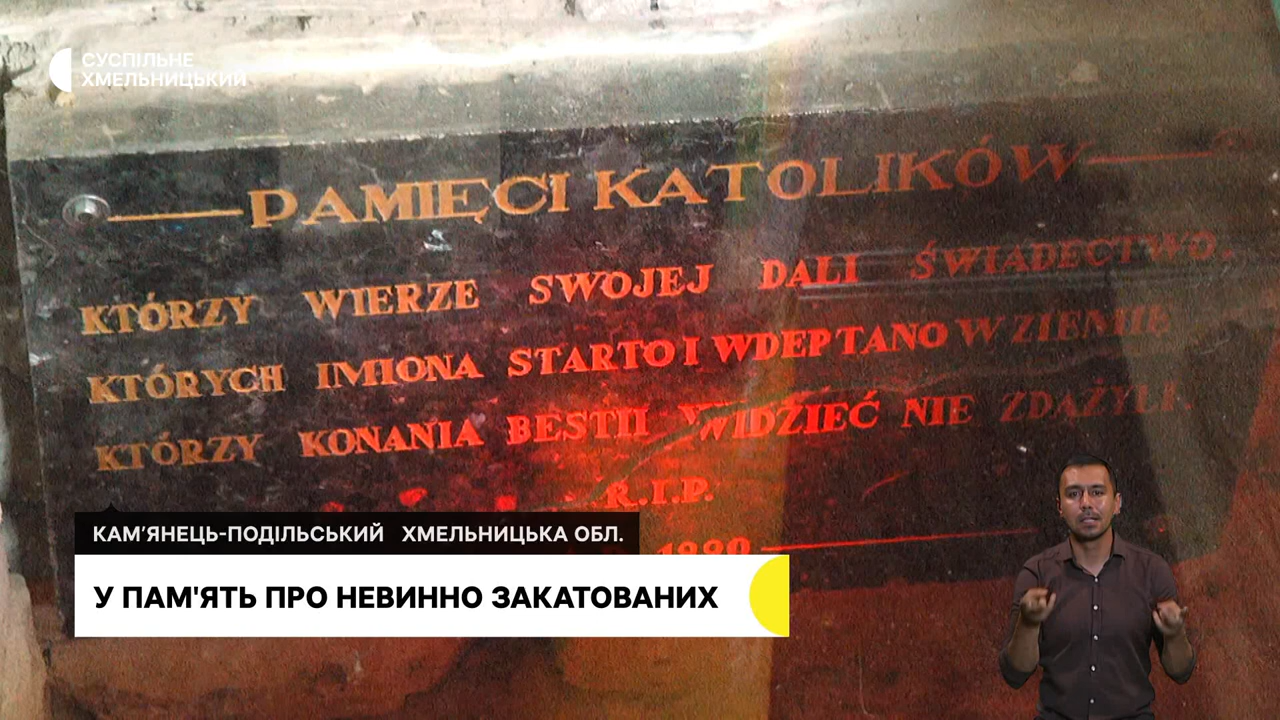 СУСПІЛЬНЕ
ХМЕЛЬНИЦЬКИЙ
PAMIĘCI KATOLIKÓW
KTÓRZY WIERZE SWOJEJ DALI ŚWIADECTWO.
KTÓRYCH IMIONA STARTO I WDEPTANO W ZIEMIĘ
KTÓRZY KONANIA BESTII WIDZIEĆ NIE ZDĄŻYLI.
R.I.P.
КАМ'ЯНЕЦЬ-ПОДІЛЬСЬКИЙ ХМЕЛЬНИЦЬКА ОБЛ.
У ПАМ'ЯТЬ ПРО НЕВИННО ЗАКАТОВАНИХ